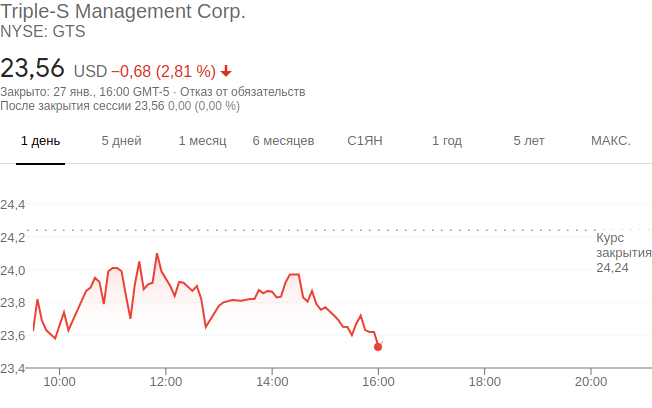 Triple-S Management Corp.
NYSE: GTS
23,56 USD −0,68 (2,81 %)
Закрыто: 27 янв., 16:00 GMT-5 · Отказ от обязательств
После закрытия сессии 23,56 0,00 (0,00 %)
1 день 5 дней 1 месяц 6 месяцев С1ЯН 1 год 5 лет МАКС.
24,4
24,2
Курс
закрытия
24,24
24,0
23,8
23,6
23,4
10:00 12:00 14:00 16:00 18:00 20:00